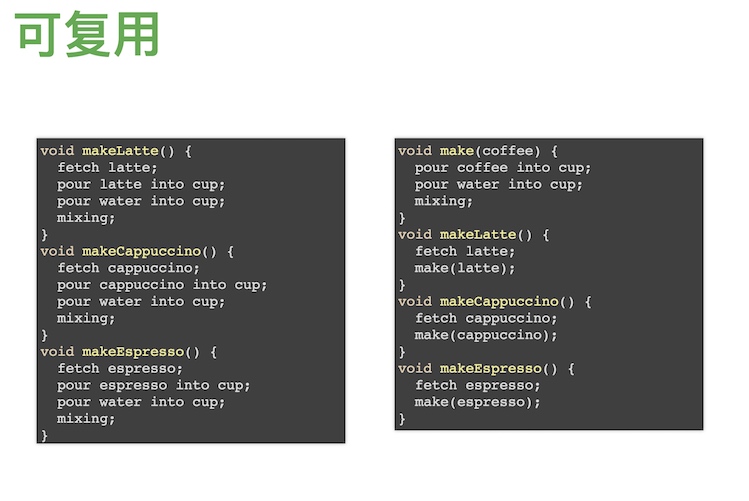 可复用
void makeLatte() {
  fetch latte;
  pour latte into cup;
  pour water into cup;
  mixing;
}
void makeCappuccino() {
  fetch cappuccino;
  pour cappuccino into cup;
  pour water into cup;
  mixing;
}
void makeEspresso() {
  fetch espresso;
  pour espresso into cup;
  pour water into cup;
  mixing;
}
void make(coffee) {
  pour coffee into cup;
  pour water into cup;
  mixing;
}
void makeLatte() {
  fetch latte;
  make(latte);
}
void makeCappuccino() {
  fetch cappuccino;
  make(cappuccino);
}
void makeEspresso() {
  fetch espresso;
  make(espresso);
}